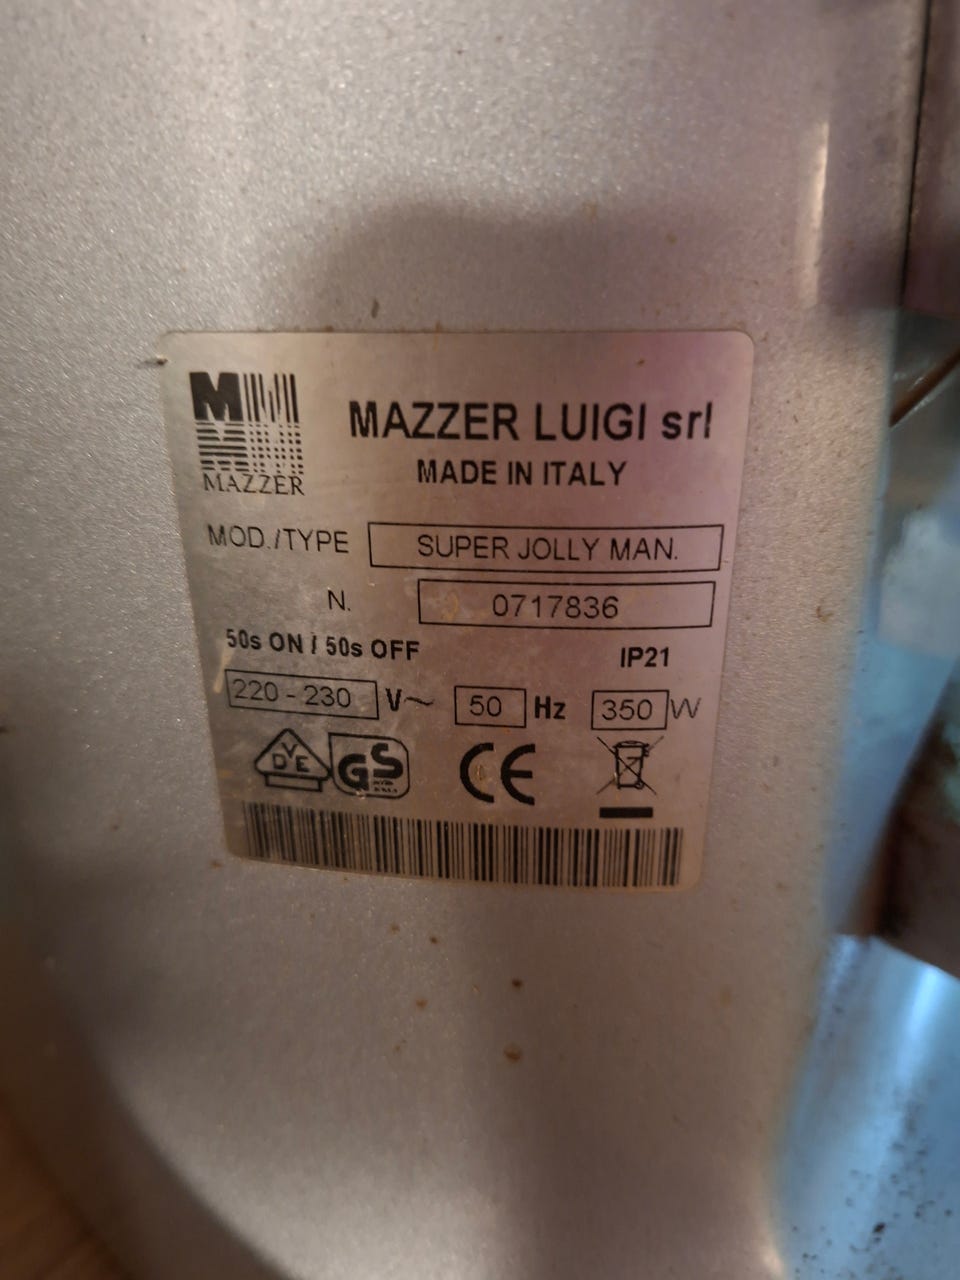 M
MAZZER
MAZZER LUIGI srl
MADE IN ITALY
MOD./TYPE SUPER JOLLY MAN.
N. 0717836
50s ON / 50s OFF IP21
220 - 230 V~ 50 Hz 350 W
VDE GS CE